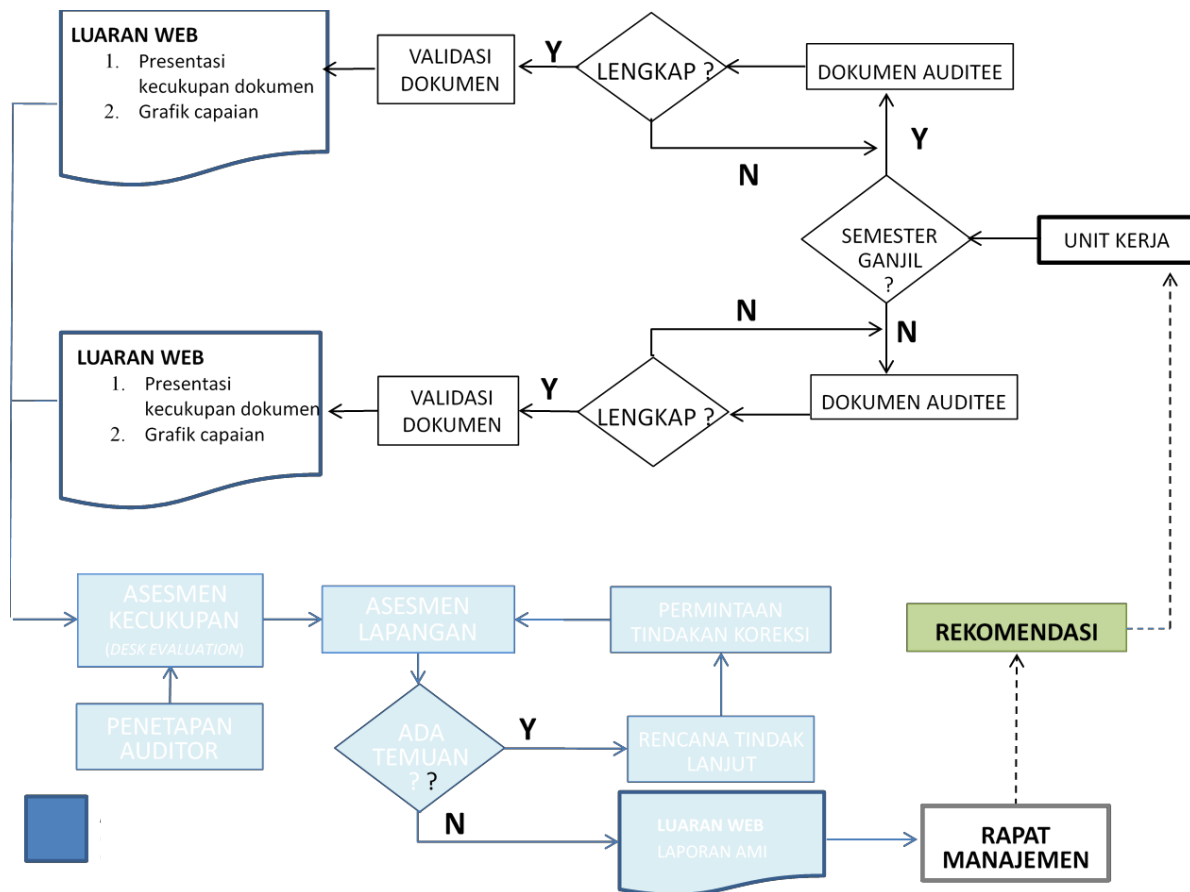 LUARAN WEB
1. Presentasi
kecukupan dokumen
2. Grafik capaian
VALIDASI
DOKUMEN
Y
LENGKAP ?
DOKUMEN AUDITEE
N
Y
SEMESTER
GANJIL
?
UNIT KERJA
N
N
LUARAN WEB
1. Presentasi
kecukupan dokumen
2. Grafik capaian
VALIDASI
DOKUMEN
Y
LENGKAP ?
DOKUMEN AUDITEE
ASESMEN
KECUKUPAN
(DESK EVALUATION)
ASESMEN
LAPANGAN
PERMINTAAN
TINDAKAN KOREKSI
REKOMENDASI
PENETAPAN
AUDITOR
ADA
TEMUAN
? ?
Y
RENCANA TINDAK
LANJUT
N
LUARAN WEB
LAPORAN AMI
RAPAT
MANAJEMEN